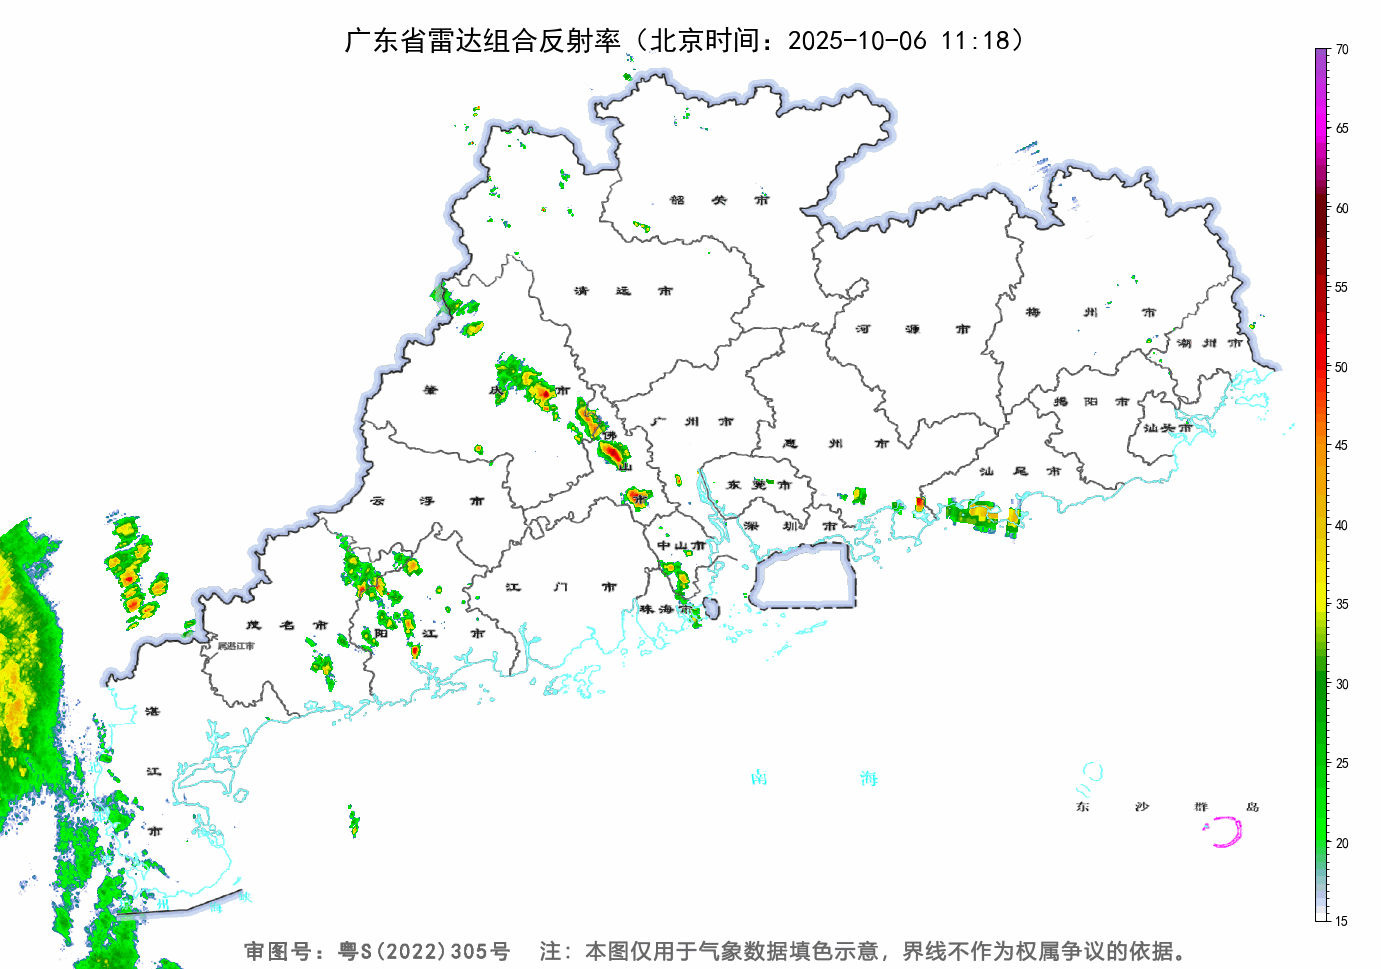 广东省雷达组合反射率（北京时间：2025-10-06 11:18）
70
65
60
55
50
45
40
35
30
25
20
15
韶关市
清远市
河源市
梅州市
潮州市
肇庆市
广州市
揭阳市
汕头市
惠州市
佛山市
汕尾市
云浮市
东莞市
深圳市
中山市
江门市
珠海市
茂名市
阳江市
属湛江市
湛江市
南海
东沙群岛
州海峡
审图号：粤S(2022)305号 注：本图仅用于气象数据填色示意，界线不作为权属争议的依据。